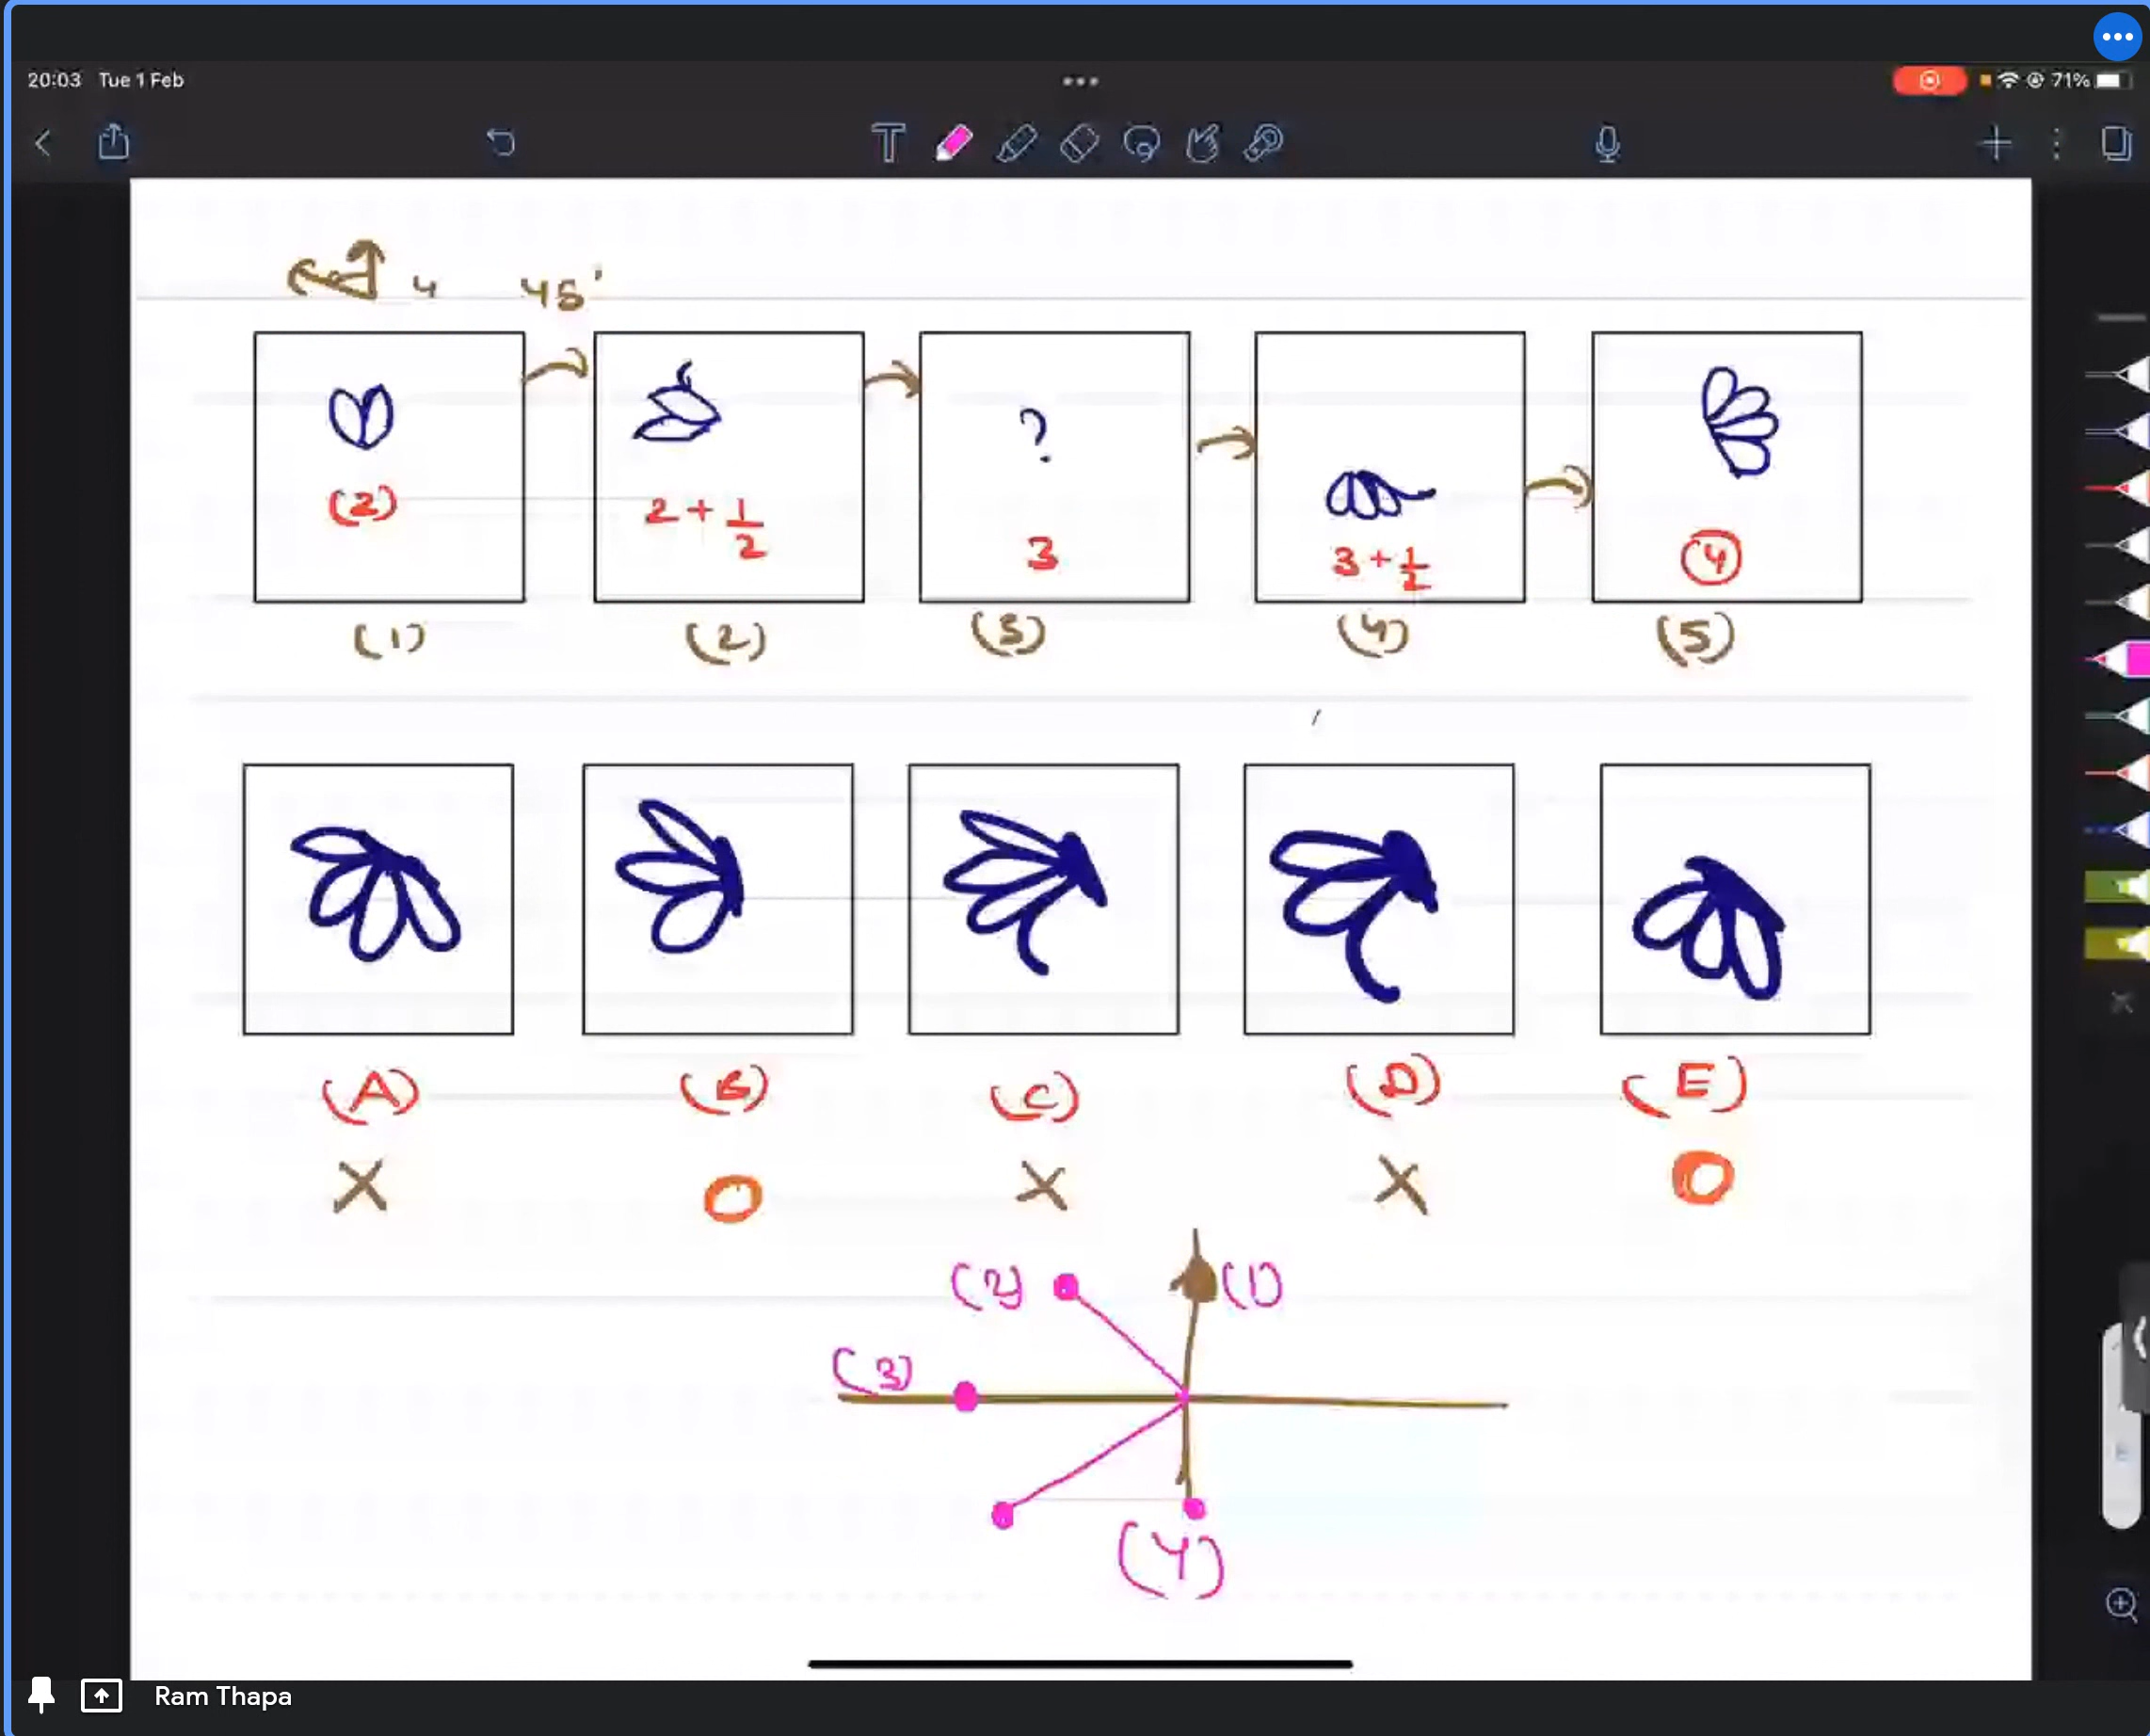 20:03 Tue 1 Feb
71%
4 45°
?
(2)
2 + 1/2
3
3 + 1/2
4
(1) (2) (3) (4) (5)
(A) (B) (C) (D) (E)
X O X X O
(2) (1)
(3)
(4)
Ram Thapa